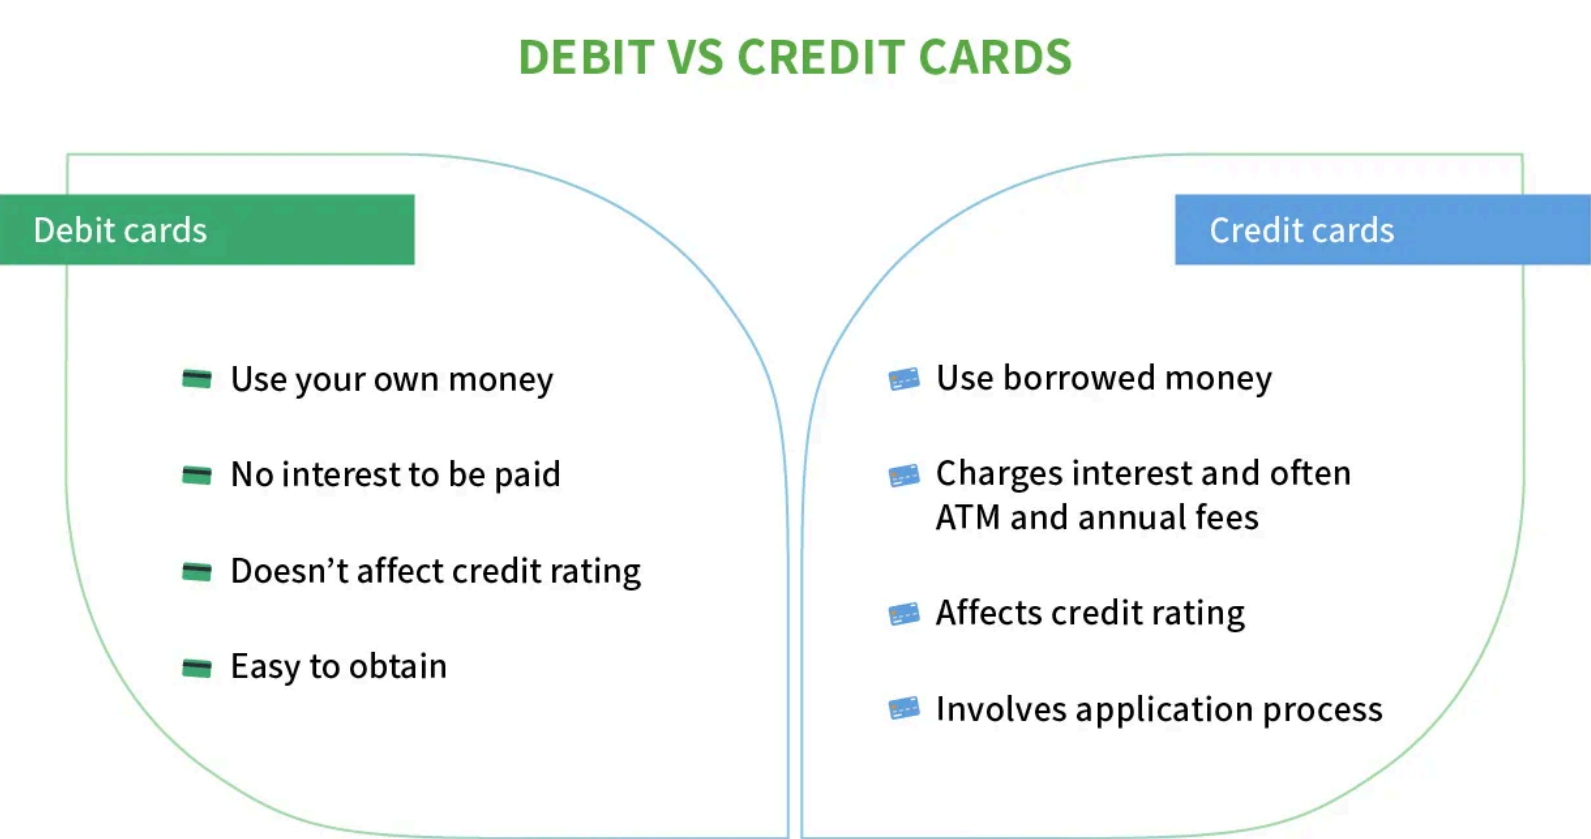 DEBIT VS CREDIT CARDS
Debit cards
Use your own money
No interest to be paid
Doesn’t affect credit rating
Easy to obtain
Credit cards
Use borrowed money
Charges interest and often
ATM and annual fees
Affects credit rating
Involves application process